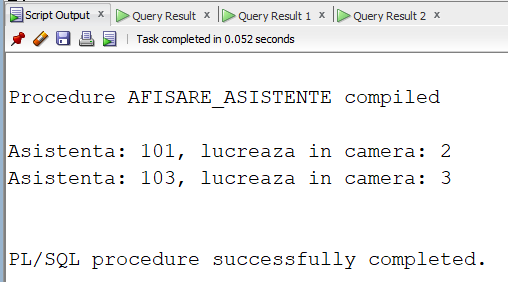 Script Output x Query Result x Query Result 1 x Query Result 2 x
Task completed in 0.052 seconds
Procedure AFISARE_ASISTENTE compiled
Asistenta: 101, lucreaza in camera: 2
Asistenta: 103, lucreaza in camera: 3
PL/SQL procedure successfully completed.